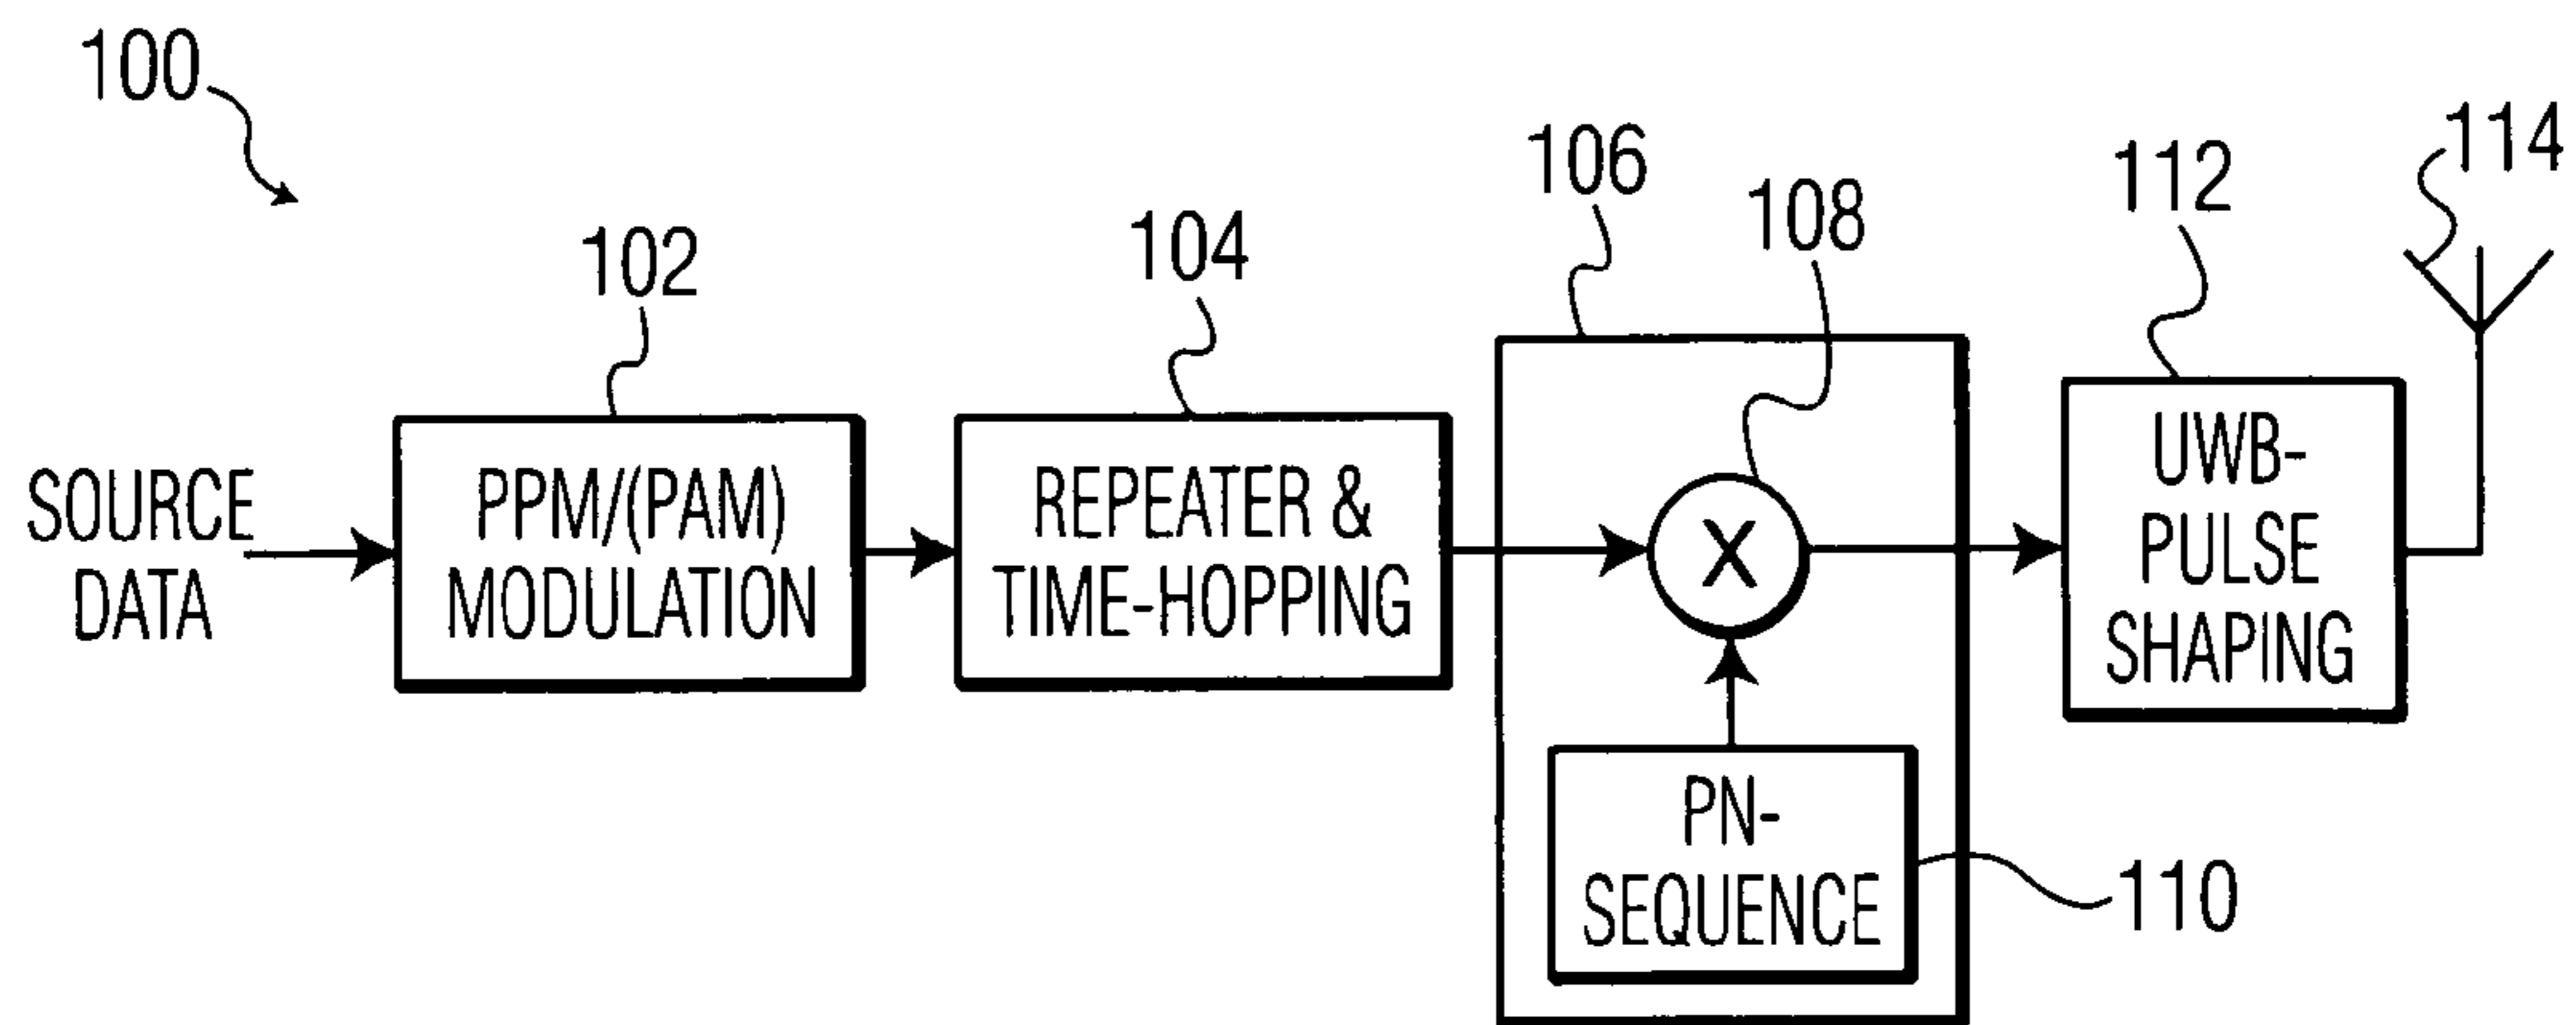 100
102
104
106
108
112
114
SOURCE
DATA
PPM/(PAM)
MODULATION
REPEATER &
TIME-HOPPING
X
PN-
SEQUENCE
110
UWB-
PULSE
SHAPING